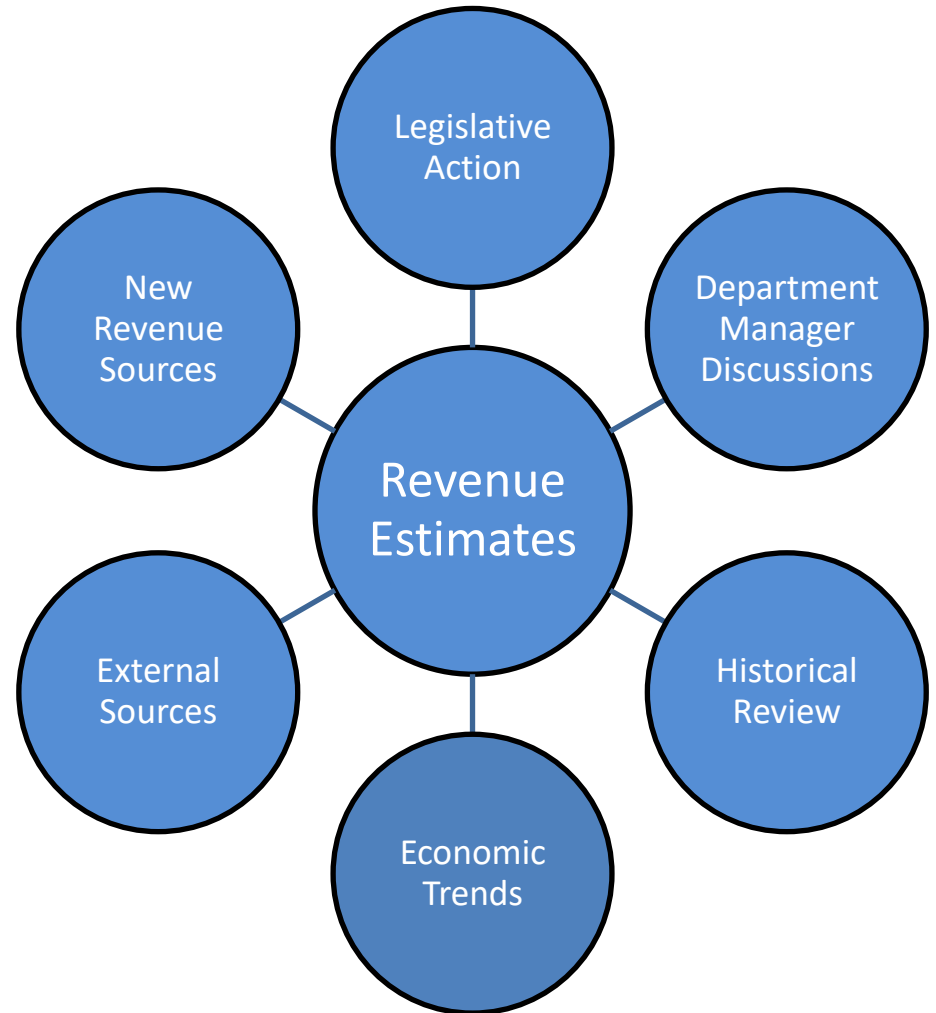 Legislative
Action
New
Revenue
Sources
Department
Manager
Discussions
Revenue
Estimates
External
Sources
Historical
Review
Economic
Trends